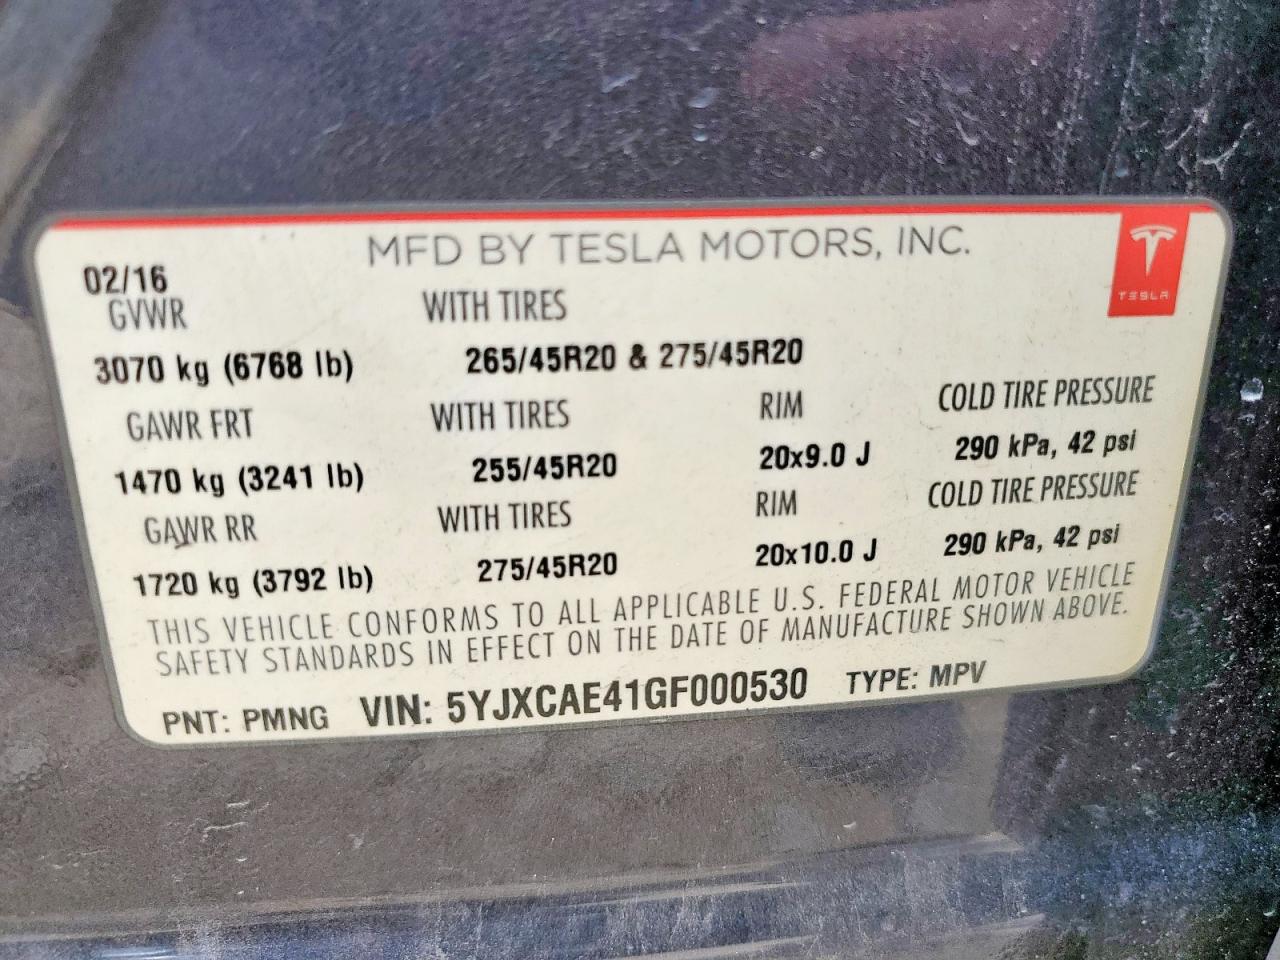 MFD BY TESLA MOTORS, INC.
TESLA
02/16
GVWR WITH TIRES
3070 kg (6768 lb) 265/45R20 & 275/45R20
GAWR FRT WITH TIRES RIM COLD TIRE PRESSURE
1470 kg (3241 lb) 255/45R20 20x9.0 J 290 kPa, 42 psi
GAWR RR WITH TIRES RIM COLD TIRE PRESSURE
1720 kg (3792 lb) 275/45R20 20x10.0 J 290 kPa, 42 psi
THIS VEHICLE CONFORMS TO ALL APPLICABLE U.S. FEDERAL MOTOR VEHICLE
SAFETY STANDARDS IN EFFECT ON THE DATE OF MANUFACTURE SHOWN ABOVE.
PNT: PMNG VIN: 5YJXCAE41GF000530 TYPE: MPV